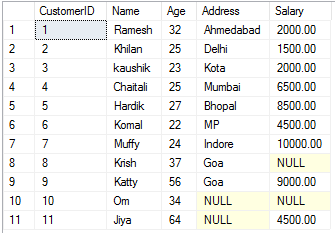 CustomerID Name Age Address Salary
1 1 Ramesh 32 Ahmedabad 2000.00
2 2 Khilan 25 Delhi 1500.00
3 3 kaushik 23 Kota 2000.00
4 4 Chaitali 25 Mumbai 6500.00
5 5 Hardik 27 Bhopal 8500.00
6 6 Komal 22 MP 4500.00
7 7 Muffy 24 Indore 10000.00
8 8 Krish 37 Goa NULL
9 9 Katty 56 Goa 9000.00
10 10 Om 34 NULL NULL
11 11 Jiya 64 NULL 4500.00